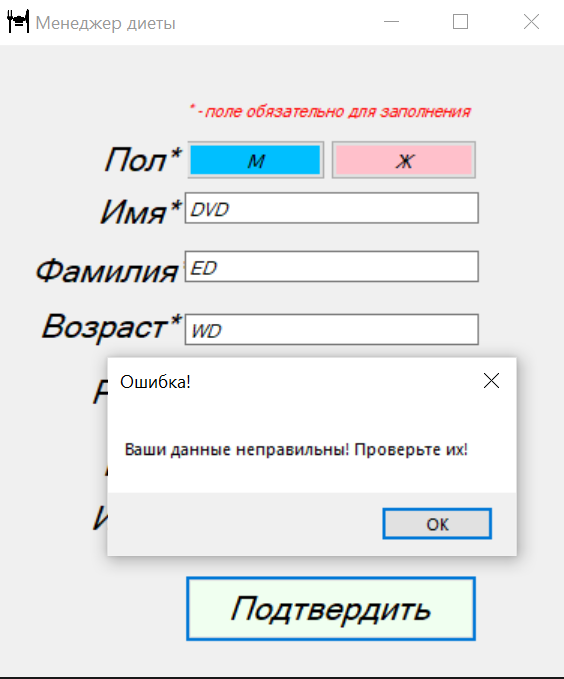 Менеджер диеты
* - поле обязательно для заполнения
Пол* М Ж
Имя* DVD
Фамилия* ED
Возраст* WD
Ошибка!
Ваши данные неправильны! Проверьте их!
OK
Подтвердить